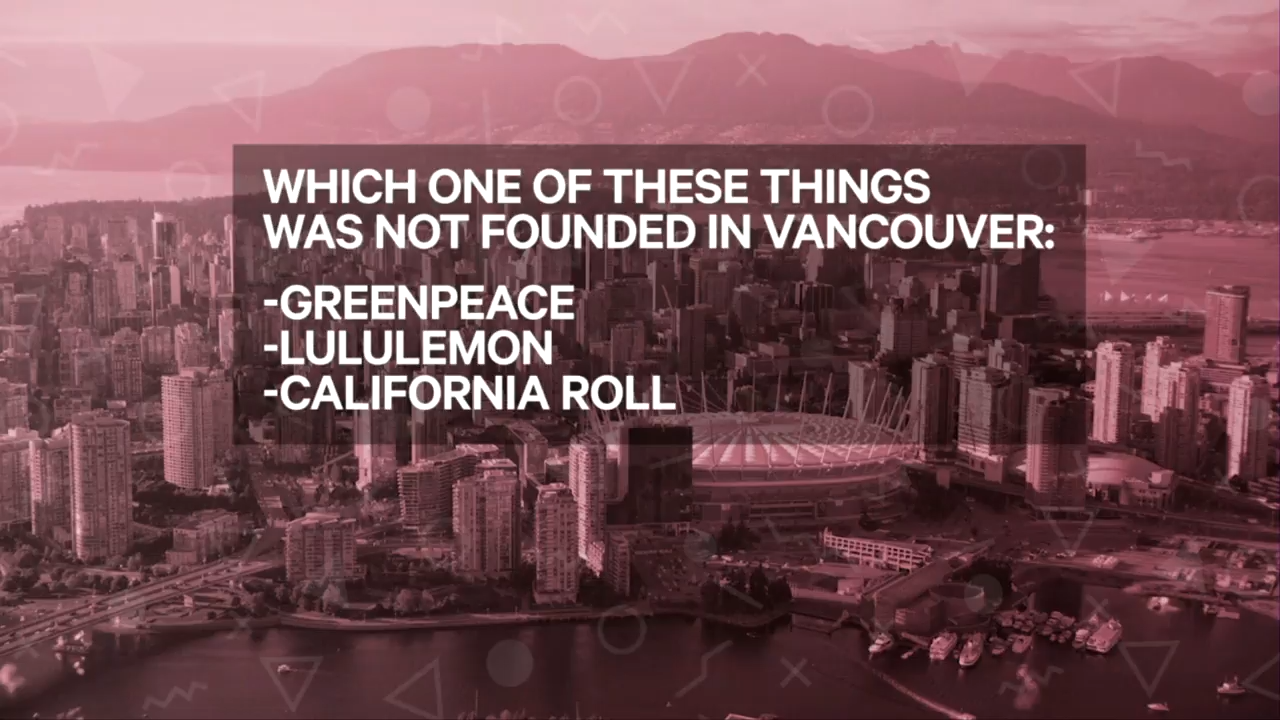 WHICH ONE OF THESE THINGS
WAS NOT FOUNDED IN VANCOUVER:
-GREENPEACE
-LULULEMON
-CALIFORNIA ROLL